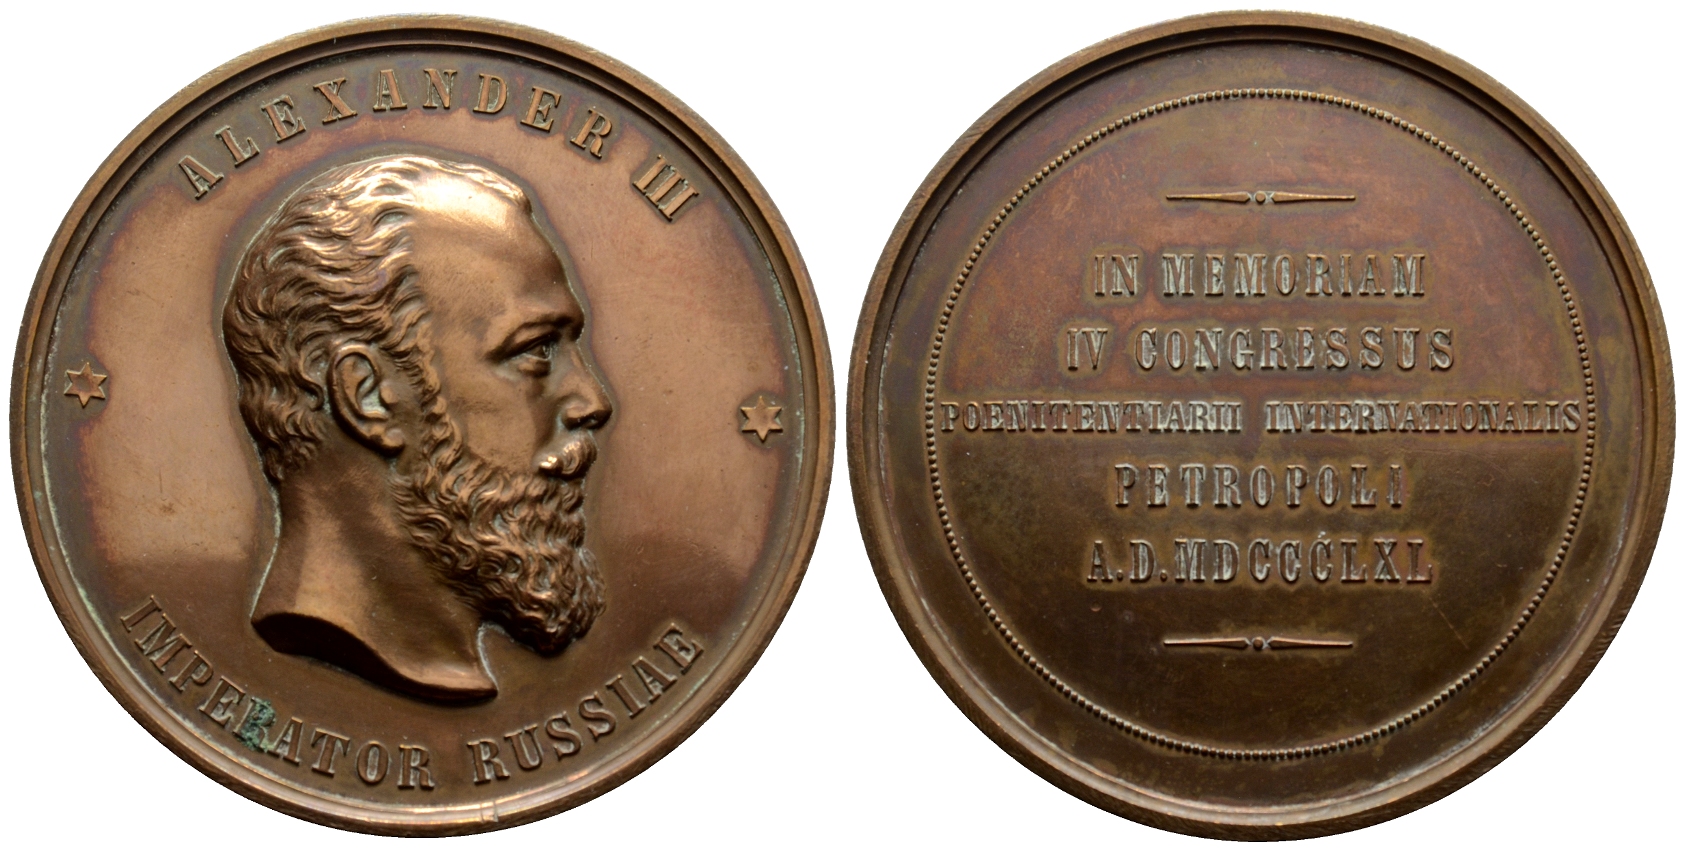 ALEXANDER III
IMPERATOR RUSSIAE
IN MEMORIAM
IV CONGRESSUS
POENITENTIARII INTERNATIONALIS
PETROPOLI
A.D.MDCCCLXL